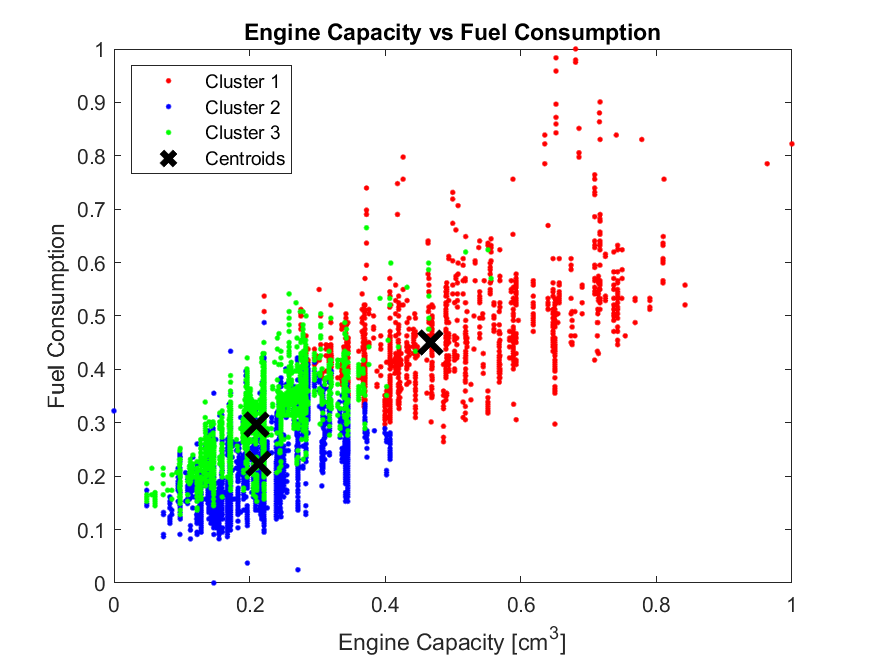 Engine Capacity vs Fuel Consumption
1
0.9
0.8
0.7
0.6
0.5
0.4
0.3
0.2
0.1
0
Fuel Consumption
Cluster 1
Cluster 2
Cluster 3
Centroids
0 0.2 0.4 0.6 0.8 1
Engine Capacity [cm³]